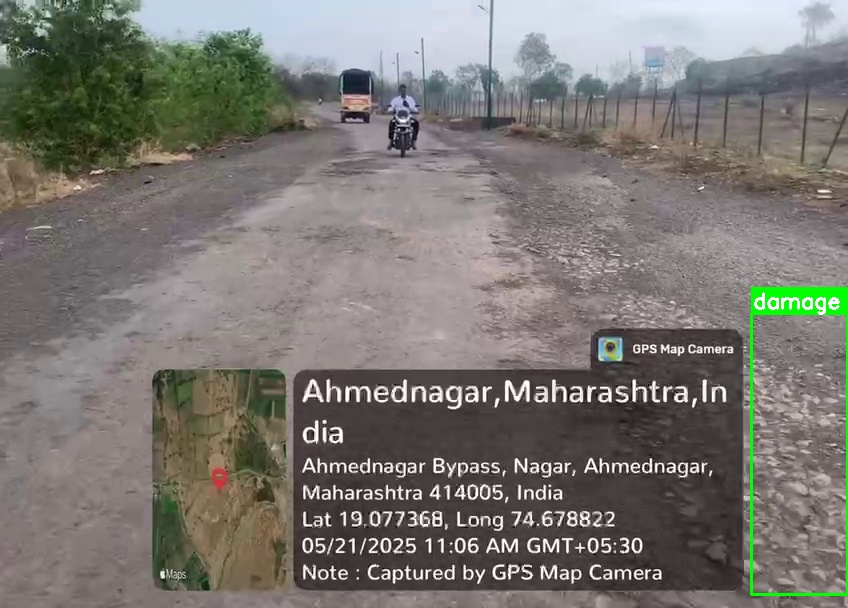 damage
GPS Map Camera
Ahmednagar,Maharashtra,In
dia
Ahmednagar Bypass, Nagar, Ahmednagar,
Maharashtra 414005, India
Lat 19.077368, Long 74.678822
05/21/2025 11:06 AM GMT+05:30
Note : Captured by GPS Map Camera
Maps